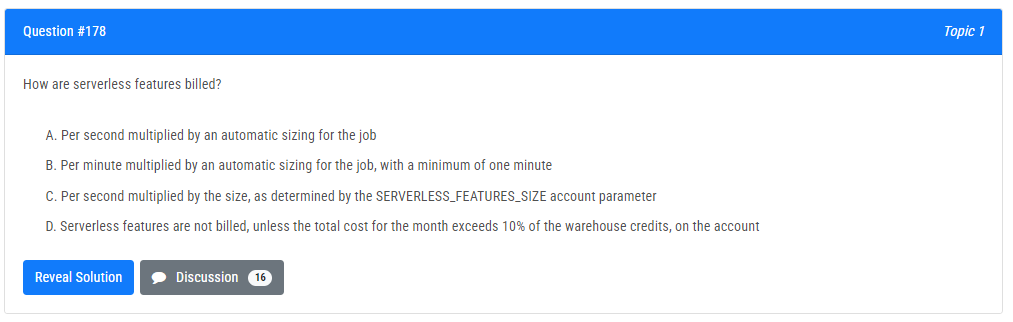 Question #178 Topic 1
How are serverless features billed?
A. Per second multiplied by an automatic sizing for the job
B. Per minute multiplied by an automatic sizing for the job, with a minimum of one minute
C. Per second multiplied by the size, as determined by the SERVERLESS_FEATURES_SIZE account parameter
D. Serverless features are not billed, unless the total cost for the month exceeds 10% of the warehouse credits, on the account
Reveal Solution Discussion 16